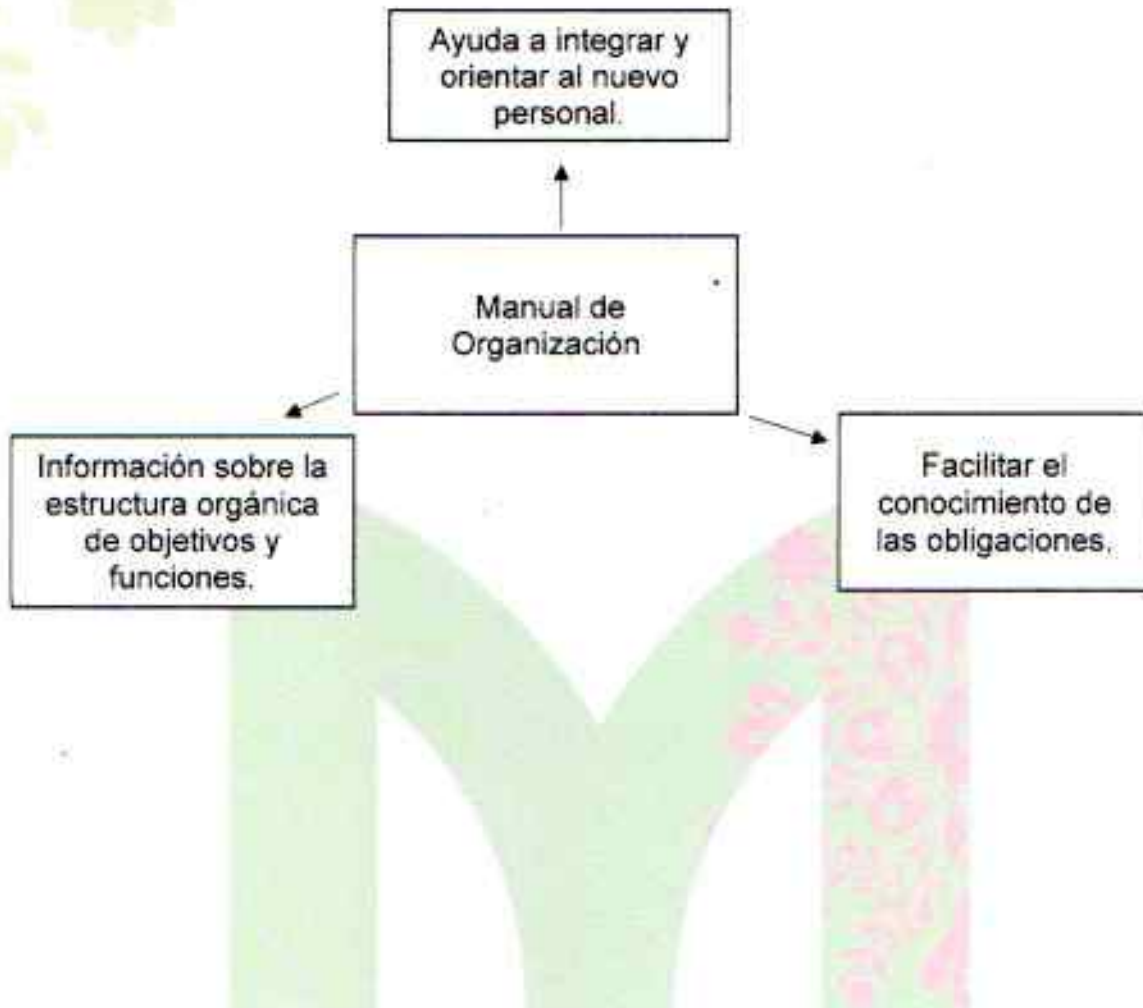 Ayuda a integrar y
orientar al nuevo
personal.
Manual de
Organización
Información sobre la
estructura orgánica
de objetivos y
funciones.
Facilitar el
conocimiento de
las obligaciones.